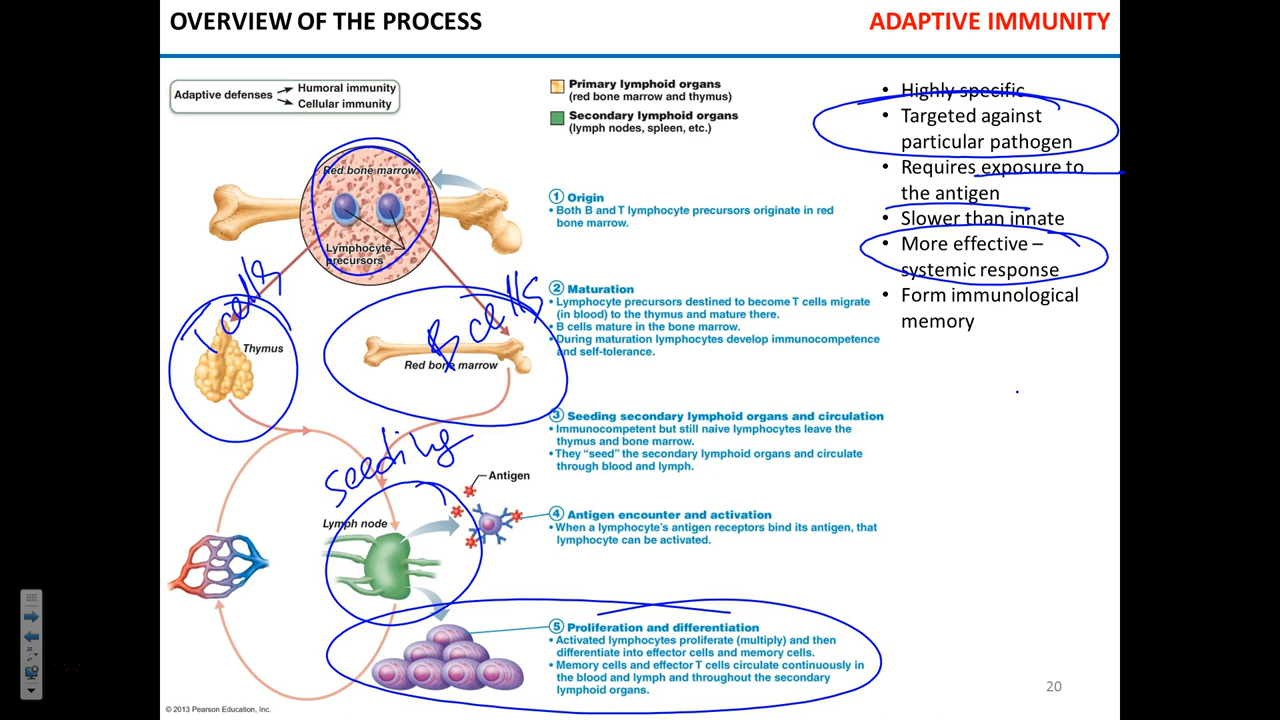 OVERVIEW OF THE PROCESS
ADAPTIVE IMMUNITY
Adaptive defenses
Humoral immunity
Cellular immunity
Primary lymphoid organs
(red bone marrow and thymus)
Secondary lymphoid organs
(lymph nodes, spleen, etc.)
• Highly specific
• Targeted against
particular pathogen
• Requires exposure to
the antigen
• Slower than innate
• More effective –
systemic response
• Form immunological
memory
Red bone marrow
Lymphocyte
precursors
① Origin
• Both B and T lymphocyte precursors originate in red
bone marrow.
T cells
B cells
Thymus
Red bone marrow
② Maturation
• Lymphocyte precursors destined to become T cells migrate
(in blood) to the thymus and mature there.
• B cells mature in the bone marrow.
• During maturation lymphocytes develop immunocompetence
and self-tolerance.
③ Seeding secondary lymphoid organs and circulation
• Immunocompetent but still naive lymphocytes leave the
thymus and bone marrow.
• They “seed” the secondary lymphoid organs and circulate
through blood and lymph.
seeding
Antigen
Lymph node
④ Antigen encounter and activation
• When a lymphocyte’s antigen receptors bind its antigen, that
lymphocyte can be activated.
⑤ Proliferation and differentiation
• Activated lymphocytes proliferate (multiply) and then
differentiate into effector cells and memory cells.
• Memory cells and effector T cells circulate continuously in
the blood and lymph and throughout the secondary
lymphoid organs.
20
© 2013 Pearson Education, Inc.